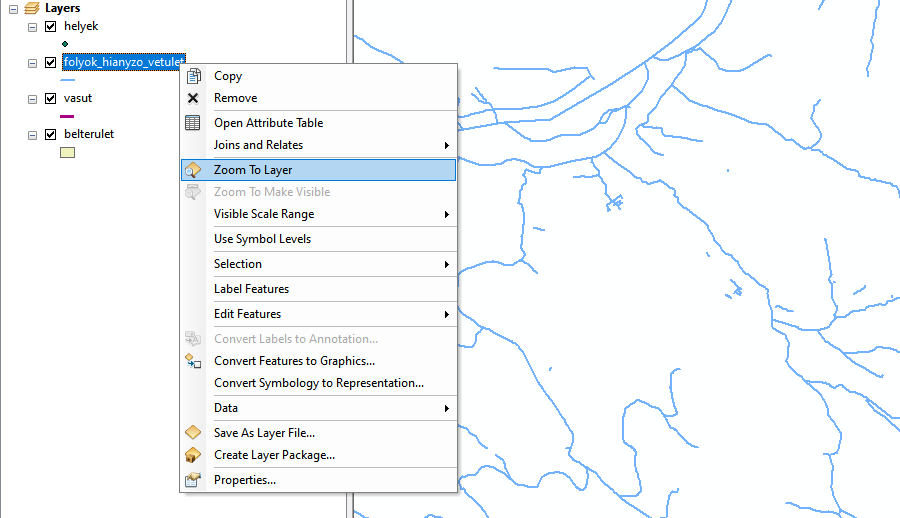 Layers
helyek
folyok_hianyzo_vetulet
vasut
belterulet
Copy
Remove
Open Attribute Table
Joins and Relates
Zoom To Layer
Zoom To Make Visible
Visible Scale Range
Use Symbol Levels
Selection
Label Features
Edit Features
Convert Labels to Annotation...
Convert Features to Graphics...
Convert Symbology to Representation...
Data
Save As Layer File...
Create Layer Package...
Properties...